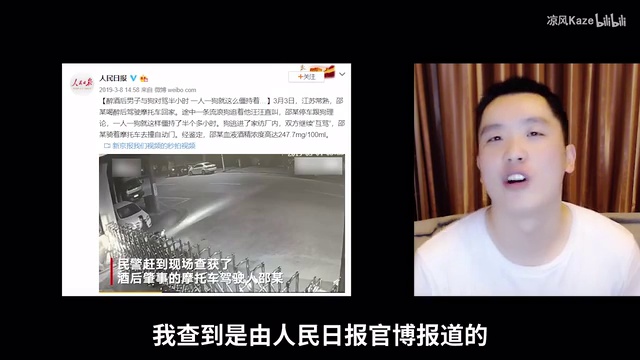 凉风Kaze bilibili
人民日报
人民日报
+关注
2019-3-8 14:58 来自 微博 weibo.com
【醉酒后男子与狗对骂半小时 一人一狗就这么僵持着…】3月3日，江苏常熟，邵
某喝醉后驾驶摩托车回家。途中一条流浪狗追着他汪汪直叫，邵某停车跟狗理
论，一人一狗就这样僵持了半个多小时。狗逃进了家纺厂内，双方继续“互骂”，邵
某骑着摩托车去撞自动门。经鉴定，邵某血液酒精浓度高达247.7mg/100ml。
新京报我们视频的秒拍视频
民警赶到现场查获了
酒后肇事的摩托车驾驶人邵某
我查到是由人民日报官博报道的